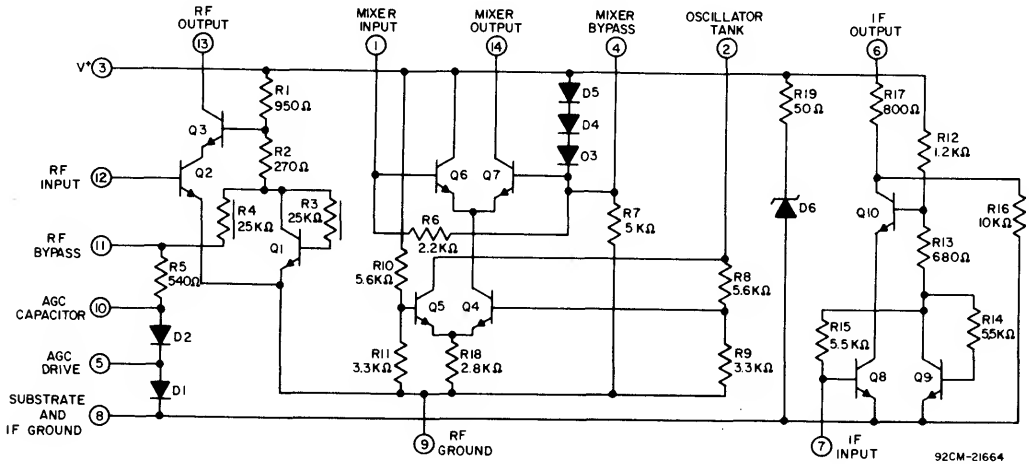 RF
OUTPUT
13
MIXER
INPUT
1
MIXER
OUTPUT
14
MIXER
BYPASS
4
OSCILLATOR
TANK
2
IF
OUTPUT
6
V+ 3
R1
950Ω
Q3
R2
270Ω
RF
INPUT
12
Q2
R4
25KΩ
R3
25KΩ
RF
BYPASS
11
Q1
R5
540Ω
AGC
CAPACITOR
10
D2
AGC
DRIVE
5
D1
SUBSTRATE
AND
IF GROUND
8
D5
D4
O3
Q6
Q7
R6
2.2KΩ
R7
5KΩ
R10
5.6KΩ
Q5
Q4
R8
5.6KΩ
R11
3.3KΩ
R18
2.8KΩ
R9
3.3KΩ
9
RF
GROUND
R19
50Ω
D6
R17
800Ω
R12
1.2KΩ
Q10
R16
10KΩ
R13
680Ω
R15
5.5KΩ
R14
5.5KΩ
Q8
Q9
7
IF
INPUT
92CM-21664